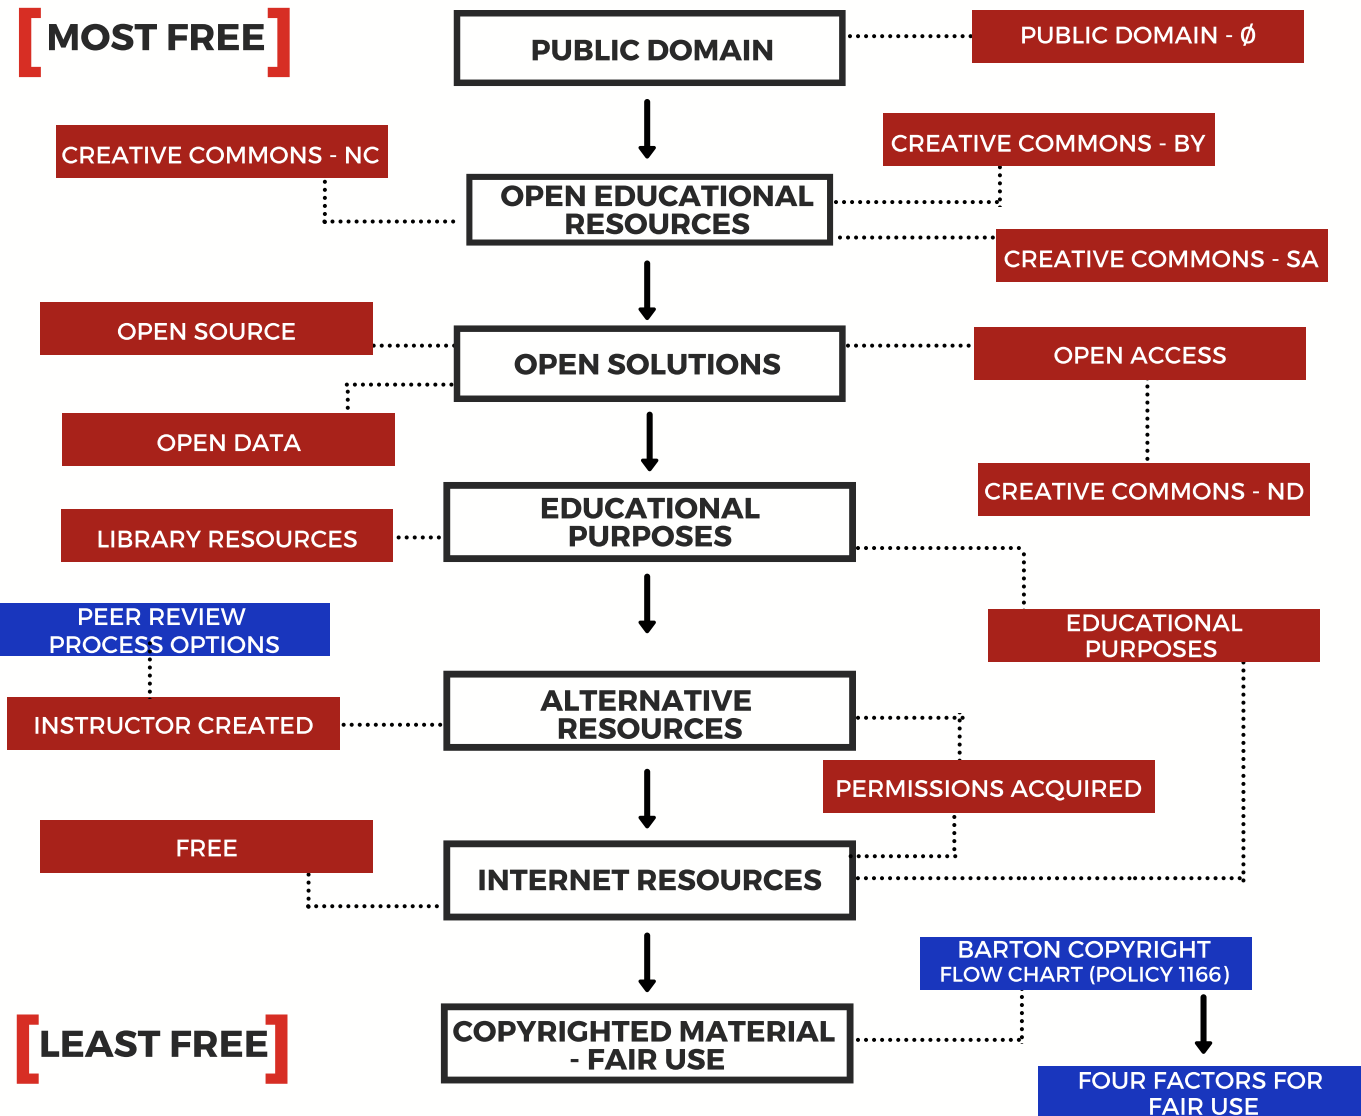 MOST FREE
PUBLIC DOMAIN
PUBLIC DOMAIN - Ø
CREATIVE COMMONS - NC
CREATIVE COMMONS - BY
OPEN EDUCATIONAL
RESOURCES
CREATIVE COMMONS - SA
OPEN SOURCE
OPEN SOLUTIONS
OPEN ACCESS
OPEN DATA
CREATIVE COMMONS - ND
EDUCATIONAL
PURPOSES
LIBRARY RESOURCES
PEER REVIEW
PROCESS OPTIONS
EDUCATIONAL
PURPOSES
INSTRUCTOR CREATED
ALTERNATIVE
RESOURCES
PERMISSIONS ACQUIRED
FREE
INTERNET RESOURCES
BARTON COPYRIGHT
FLOW CHART (POLICY 1166)
LEAST FREE
COPYRIGHTED MATERIAL
- FAIR USE
FOUR FACTORS FOR
FAIR USE